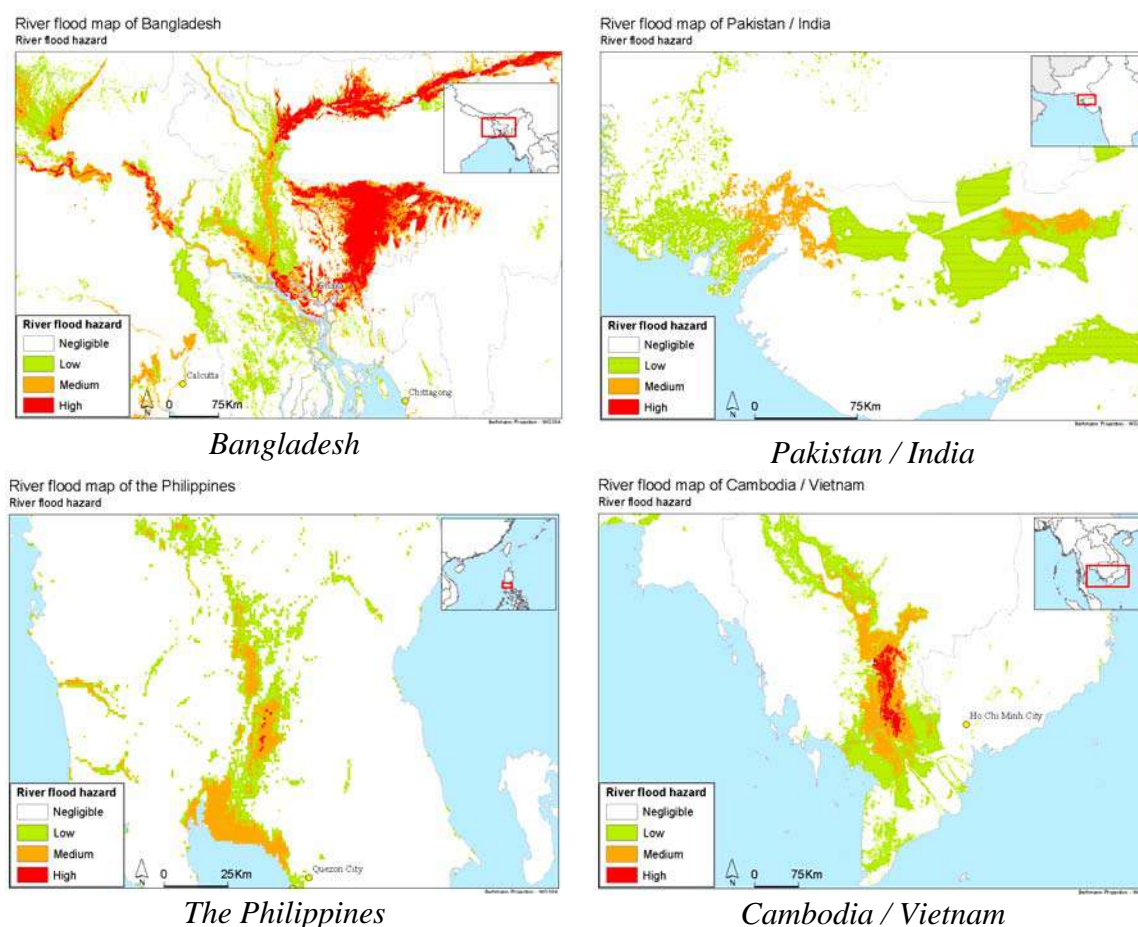 River flood map of Bangladesh
River flood hazard
River flood hazard
Negligible
Low
Medium
High
N
0 75Km
Calcutta
Dhaka
Chittagong
Bangladesh
River flood map of Pakistan / India
River flood hazard
River flood hazard
Negligible
Low
Medium
High
N
0 75Km
Pakistan / India
River flood map of the Philippines
River flood hazard
River flood hazard
Negligible
Low
Medium
High
N
0 25Km
Quezon City
The Philippines
River flood map of Cambodia / Vietnam
River flood hazard
Ho Chi Minh City
River flood hazard
Negligible
Low
Medium
High
N
0 75Km
Cambodia / Vietnam